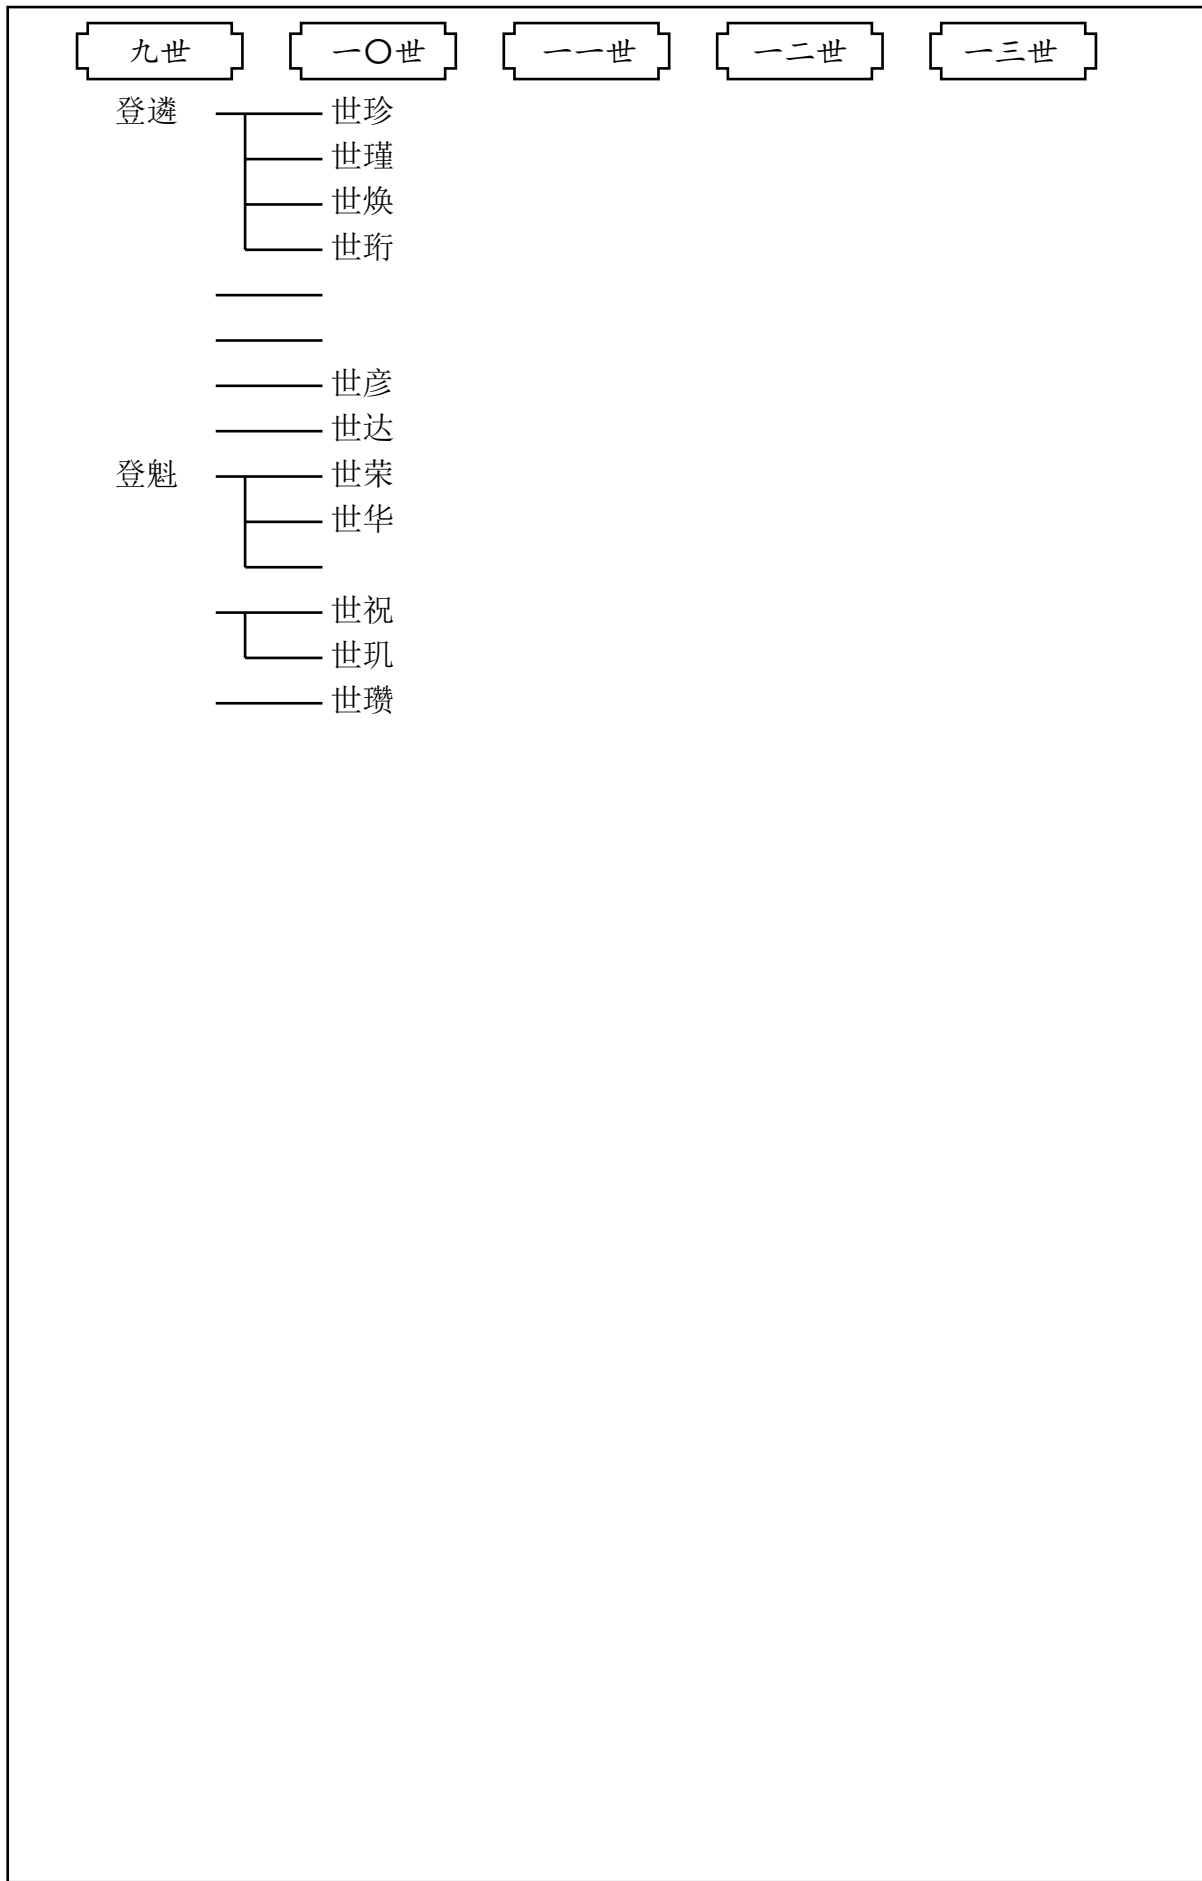 九世 一〇世 一一世 一二世 一三世
登遴 世珍
世瑾
世焕
世珩
世彦
世达
登魁 世荣
世华
世祝
世玑
世瓒